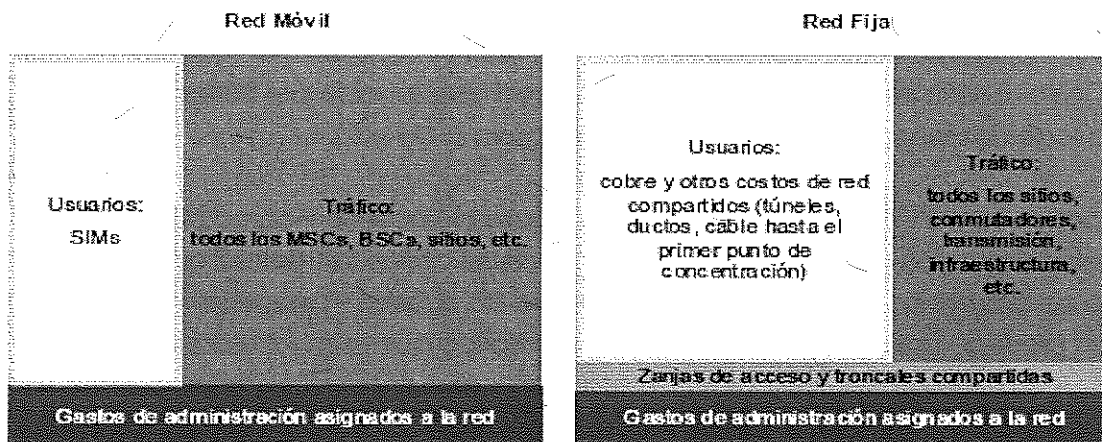 Red Móvil
Usuarios:
SIMs
Tráfico:
todos los MSCs, BSCs, sitios, etc.
Gastos de administración asignados a la red
Red Fija
Usuarios:
cobre y otros costos de red
compartidos (túneles,
ductos, cable hasta el
primer punto de
concentración)
Tráfico:
todos los sitios,
conmutadores,
transmisión,
infraestructura,
etc.
Zanjas de acceso y troncales compartidas
Gastos de administración asignados a la red